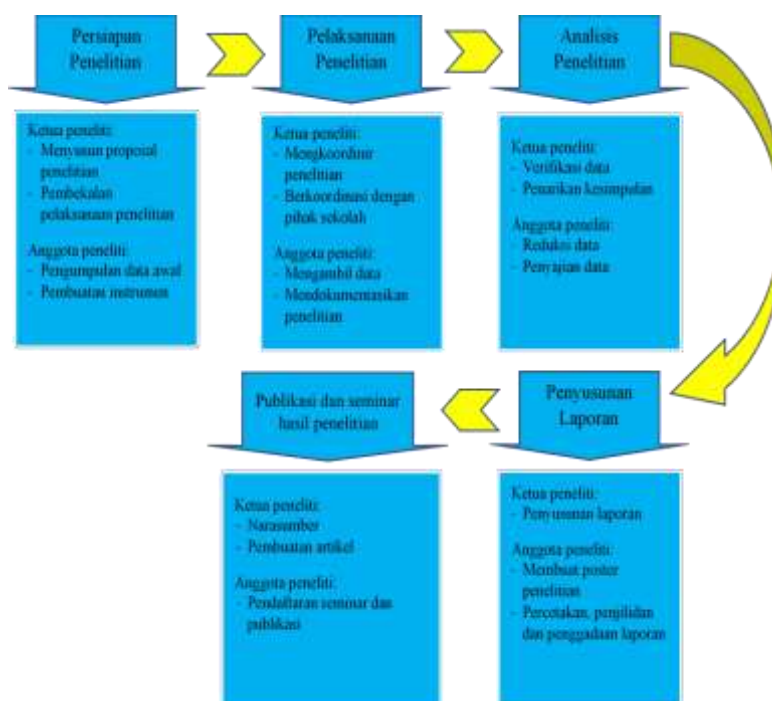 Persiapan
Penelitian
Ketua peneliti:
- Menyusun proposal
penelitian
- Pembekalan
pelaksanaan penelitian
Anggota peneliti:
- Pengumpulan data awal
- Pembuatan instrumen
Pelaksanaan
Penelitian
Ketua peneliti:
- Mengkoordinir
penelitian
- Berkoordinasi dengan
pihak sekolah
Anggota peneliti:
- Mengambil data
- Mendokumentasikan
penelitian
Analisis
Penelitian
Ketua peneliti:
- Verifikasi data
- Penarikan kesimpulan
Anggota peneliti:
- Reduksi data
- Penyajian data
Penyusunan
Laporan
Ketua peneliti:
- Penyusunan laporan
Anggota peneliti:
- Membuat poster
penelitian
- Percetakan, penjilidan
dan penggadaan laporan
Publikasi dan seminar
hasil penelitian
Ketua peneliti:
- Narasumber
- Pembuatan artikel
Anggota peneliti:
- Pendaftaran seminar dan
publikasi